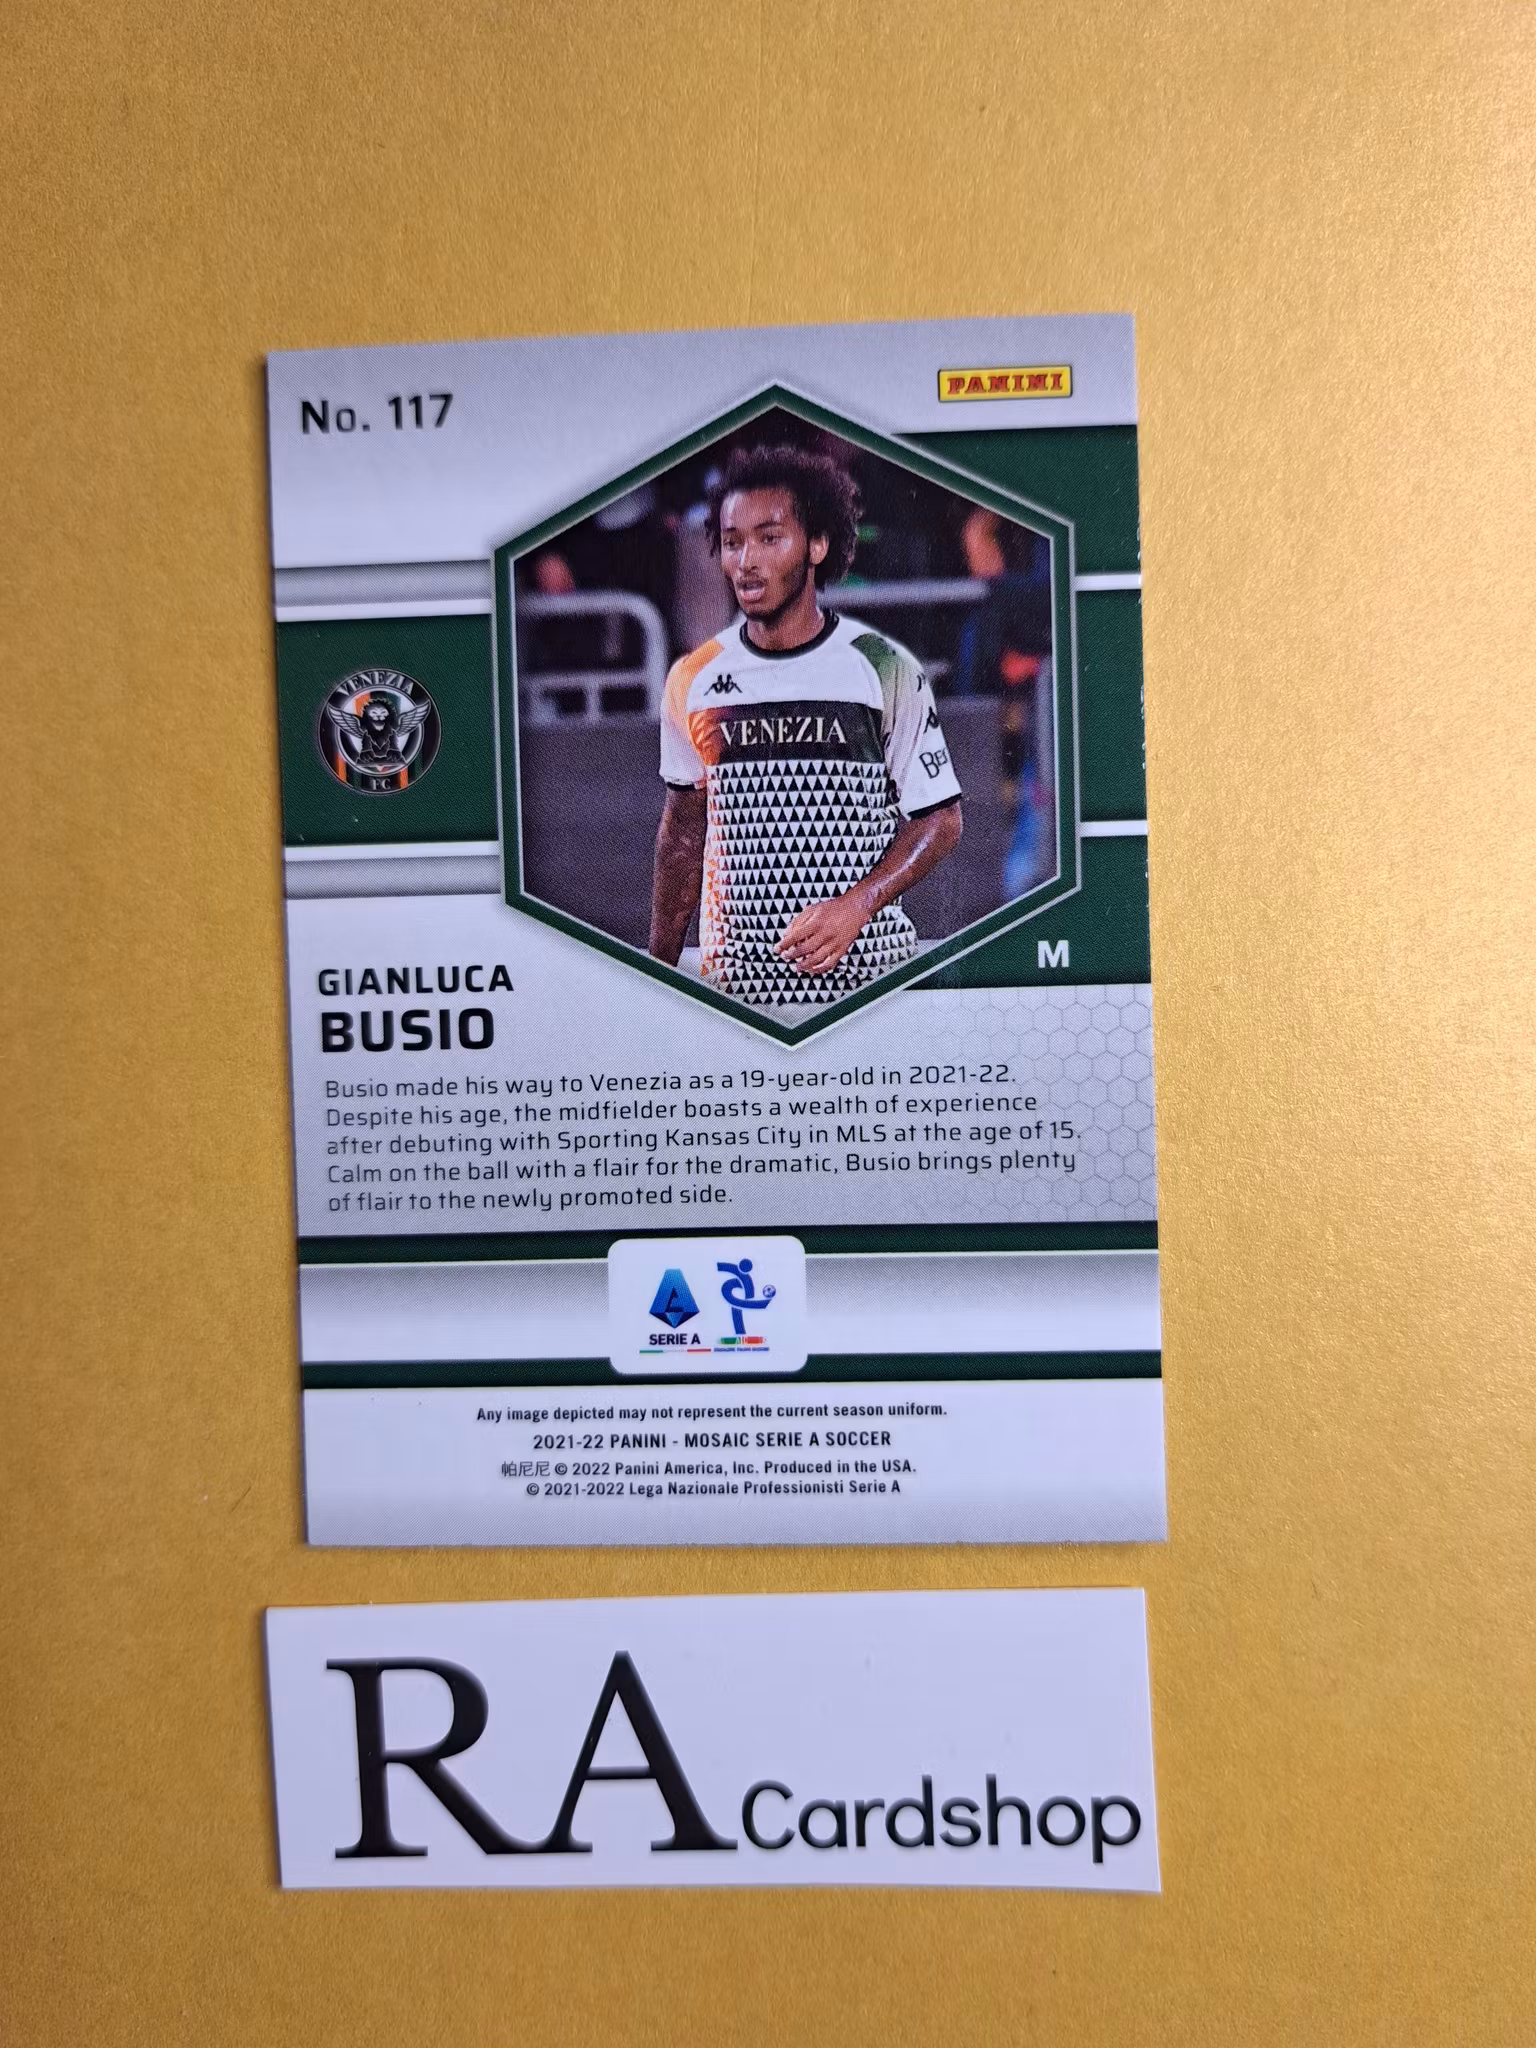 No. 117
PANINI
VENEZIA
FC
VENEZIA
M
GIANLUCA
BUSIO
Busio made his way to Venezia as a 19-year-old in 2021-22.
Despite his age, the midfielder boasts a wealth of experience
after debuting with Sporting Kansas City in MLS at the age of 15.
Calm on the ball with a flair for the dramatic, Busio brings plenty
of flair to the newly promoted side.
SERIE A
Any image depicted may not represent the current season uniform.
2021-22 PANINI - MOSAIC SERIE A SOCCER
帕尼尼 © 2022 Panini America, Inc. Produced in the USA.
© 2021-2022 Lega Nazionale Professionisti Serie A
RA Cardshop